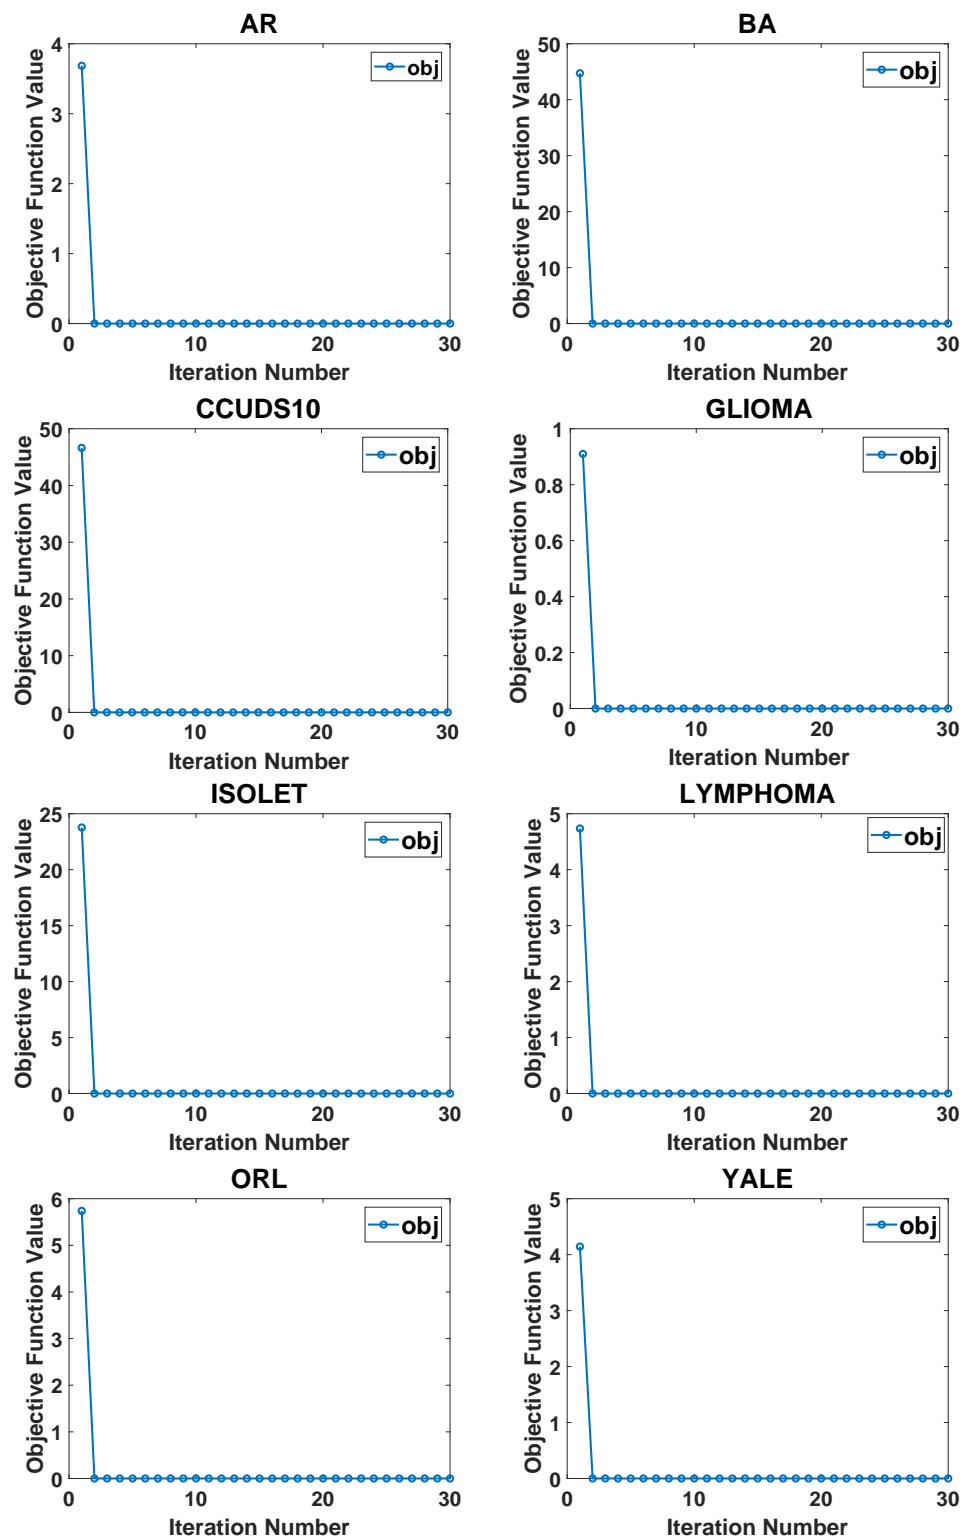 AR
obj
Objective Function Value
4
3
2
1
0
0 10 20 30
Iteration Number
BA
obj
Objective Function Value
50
40
30
20
10
0
0 10 20 30
Iteration Number
CCUDS10
obj
Objective Function Value
50
40
30
20
10
0
0 10 20 30
Iteration Number
GLIOMA
obj
Objective Function Value
1
0.8
0.6
0.4
0.2
0
0 10 20 30
Iteration Number
ISOLET
obj
Objective Function Value
25
20
15
10
5
0
0 10 20 30
Iteration Number
LYMPHOMA
obj
Objective Function Value
5
4
3
2
1
0
0 10 20 30
Iteration Number
ORL
obj
Objective Function Value
6
5
4
3
2
1
0
0 10 20 30
Iteration Number
YALE
obj
Objective Function Value
5
4
3
2
1
0
0 10 20 30
Iteration Number